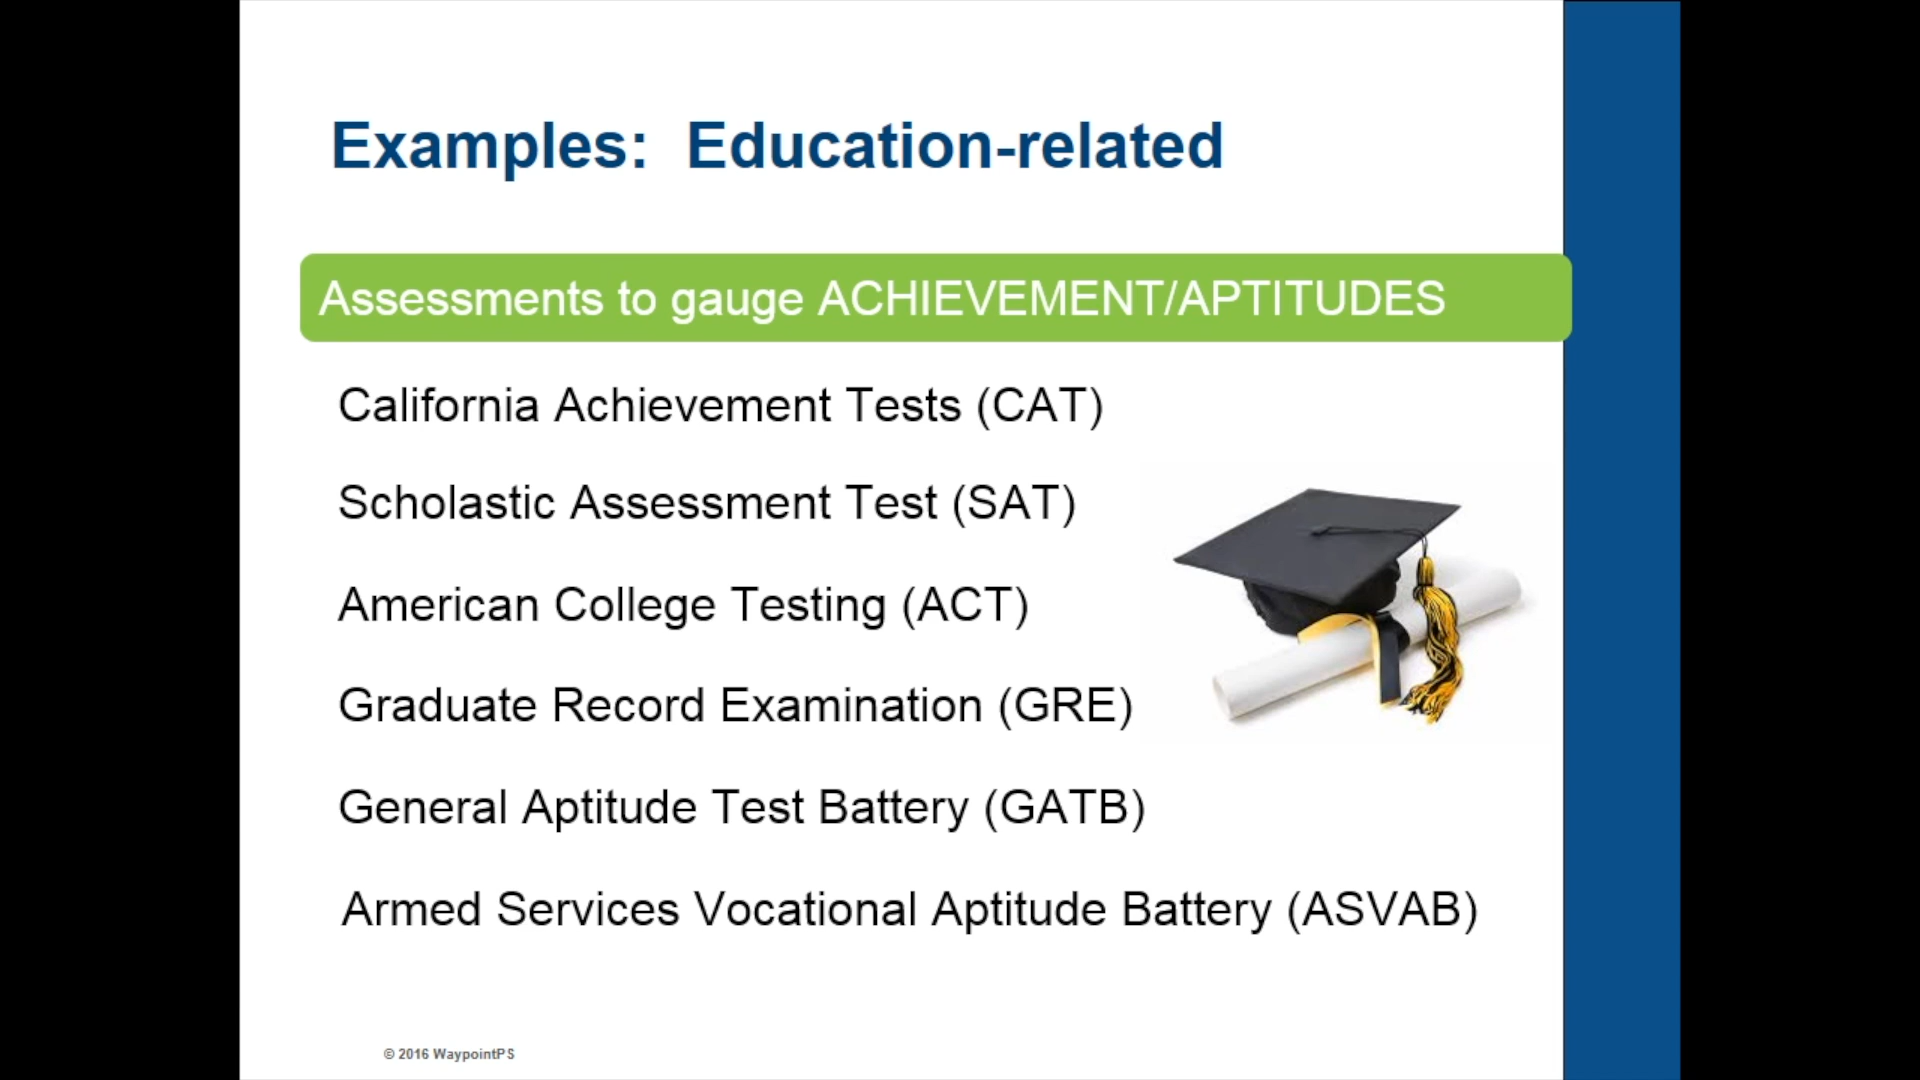 Examples:  Education-related
Assessments to gauge ACHIEVEMENT/APTITUDES
California Achievement Tests (CAT)
Scholastic Assessment Test (SAT)
American College Testing (ACT)
Graduate Record Examination (GRE)
General Aptitude Test Battery (GATB)
Armed Services Vocational Aptitude Battery (ASVAB)
© 2016 WaypointPS